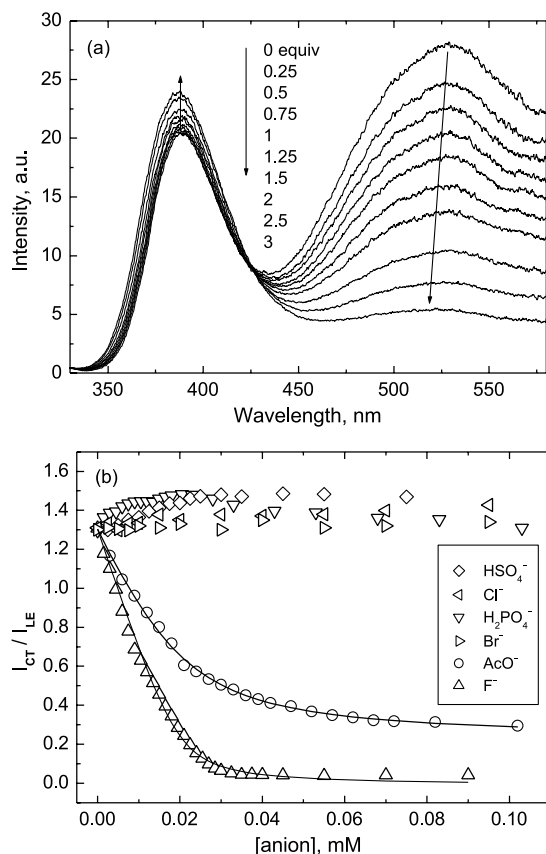 (a)
0 equiv
0.25
0.5
0.75
1
1.25
1.5
2
2.5
3
30
25
20
15
10
5
0
Intensity, a.u.
350 400 450 500 550
Wavelength, nm
(b)
1.6
1.4
1.2
1.0
0.8
0.6
0.4
0.2
0.0
I_CT / I_LE
HSO₄⁻
Cl⁻
H₂PO₄⁻
Br⁻
AcO⁻
F⁻
0.00 0.02 0.04 0.06 0.08 0.10
[anion], mM